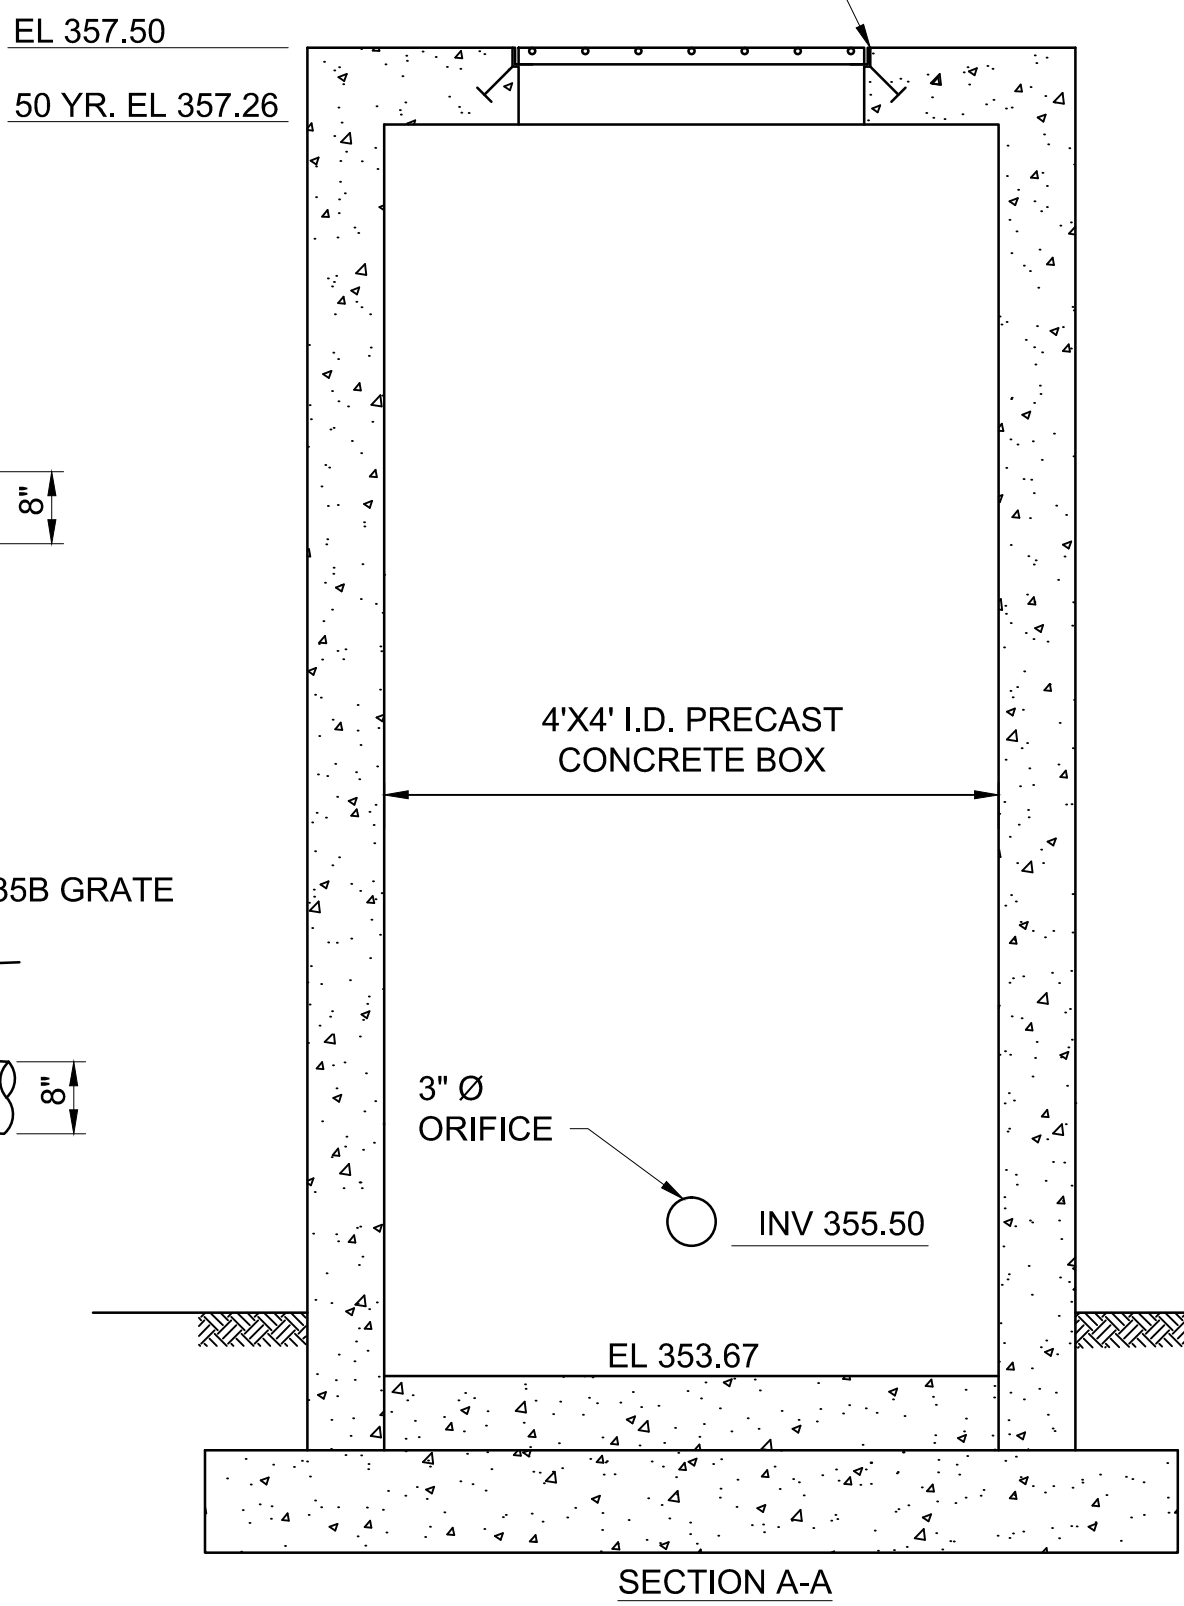 EL 357.50
50 YR. EL 357.26
8"
4'X4' I.D. PRECAST
CONCRETE BOX
35B GRATE
8"
3" Ø
ORIFICE
INV 355.50
EL 353.67
SECTION A-A